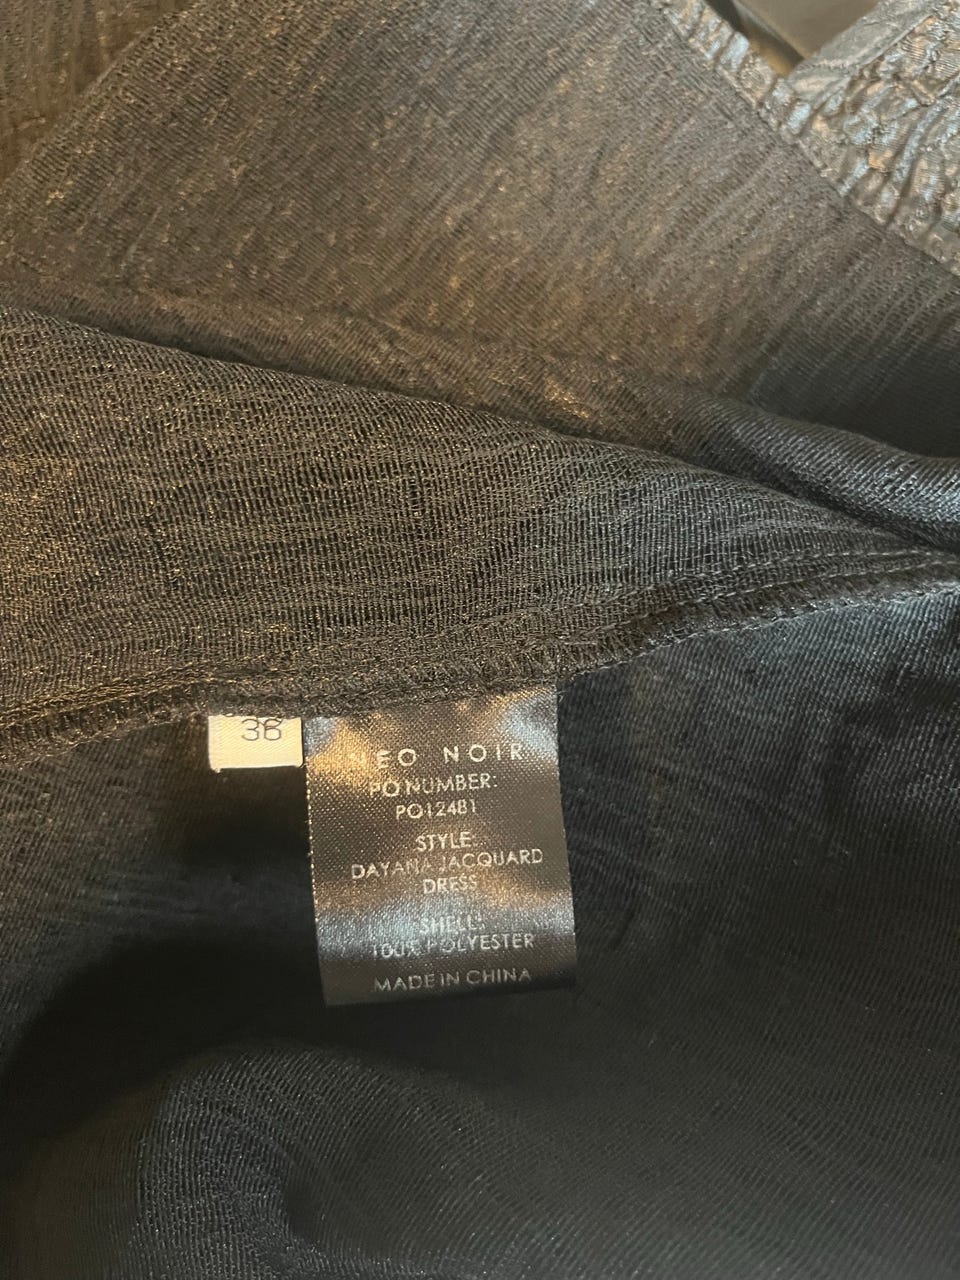 36
NEO NOIR
PO NUMBER:
PO12481
STYLE:
DAYANA JACQUARD
DRESS
SHELL:
100% POLYESTER
MADE IN CHINA